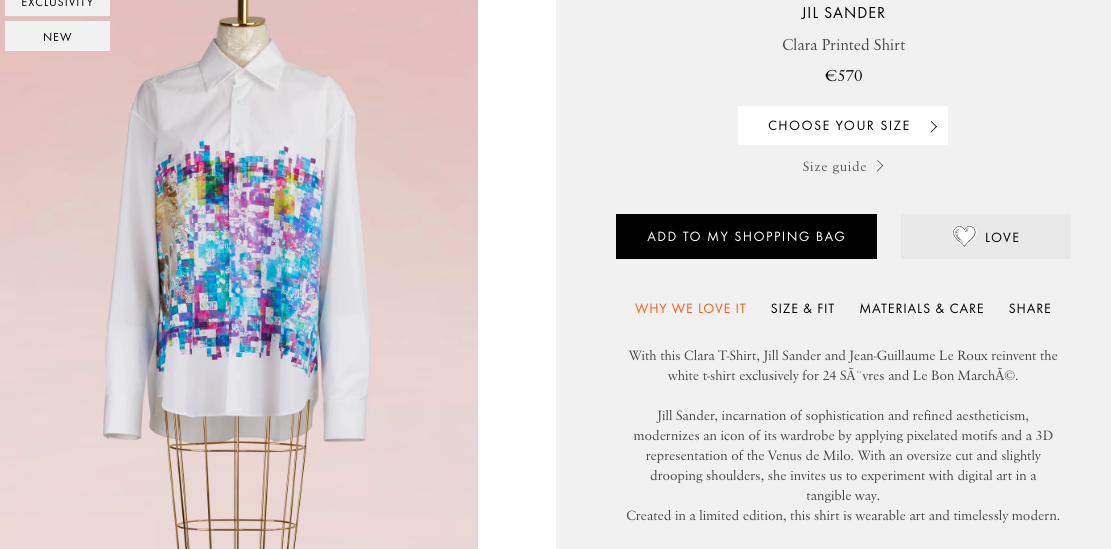 EXCLUSIVITY
NEW
JIL SANDER
Clara Printed Shirt
€570
CHOOSE YOUR SIZE
Size guide
ADD TO MY SHOPPING BAG
LOVE
WHY WE LOVE IT SIZE & FIT MATERIALS & CARE SHARE
With this Clara T-Shirt, Jill Sander and Jean-Guillaume Le Roux reinvent the
white t-shirt exclusively for 24 SÃ¨vres and Le Bon MarchÃ©.
Jill Sander, incarnation of sophistication and refined aestheticism,
modernizes an icon of its wardrobe by applying pixelated motifs and a 3D
representation of the Venus de Milo. With an oversize cut and slightly
drooping shoulders, she invites us to experiment with digital art in a
tangible way.
Created in a limited edition, this shirt is wearable art and timelessly modern.